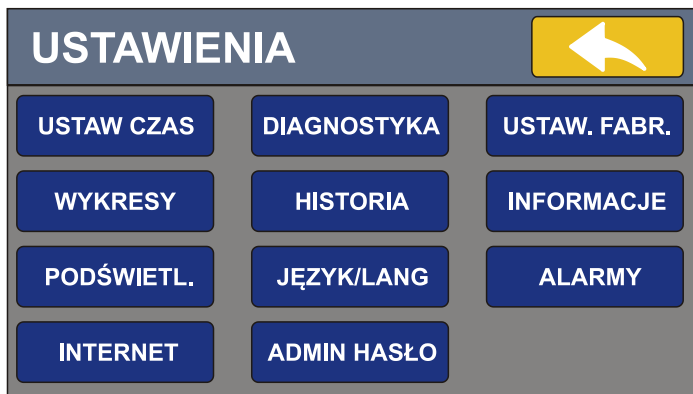 USTAWIENIA
USTAW CZAS
DIAGNOSTYKA
USTAW. FABR.
WYKRESY
HISTORIA
INFORMACJE
PODŚWIETL.
JĘZYK/LANG
ALARMY
INTERNET
ADMIN HASŁO